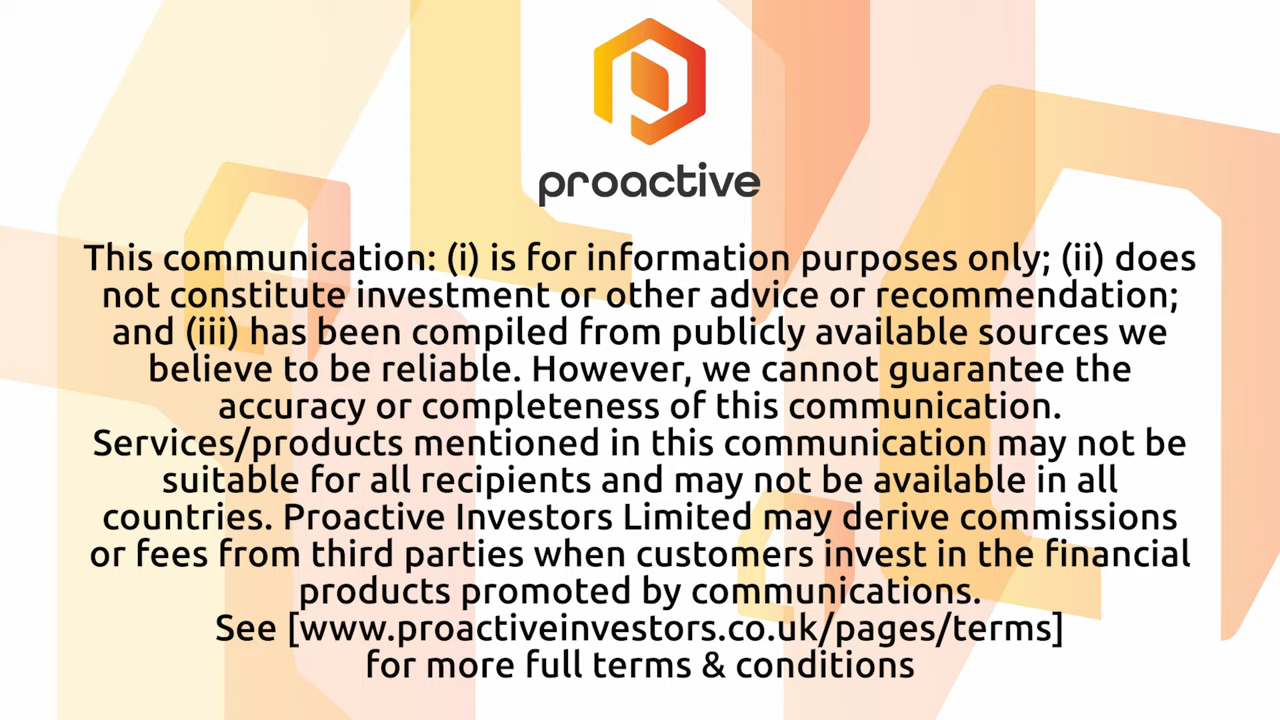 proactive
This communication: (i) is for information purposes only; (ii) does
not constitute investment or other advice or recommendation;
and (iii) has been compiled from publicly available sources we
believe to be reliable. However, we cannot guarantee the
accuracy or completeness of this communication.
Services/products mentioned in this communication may not be
suitable for all recipients and may not be available in all
countries. Proactive Investors Limited may derive commissions
or fees from third parties when customers invest in the financial
products promoted by communications.
See [www.proactiveinvestors.co.uk/pages/terms]
for more full terms & conditions